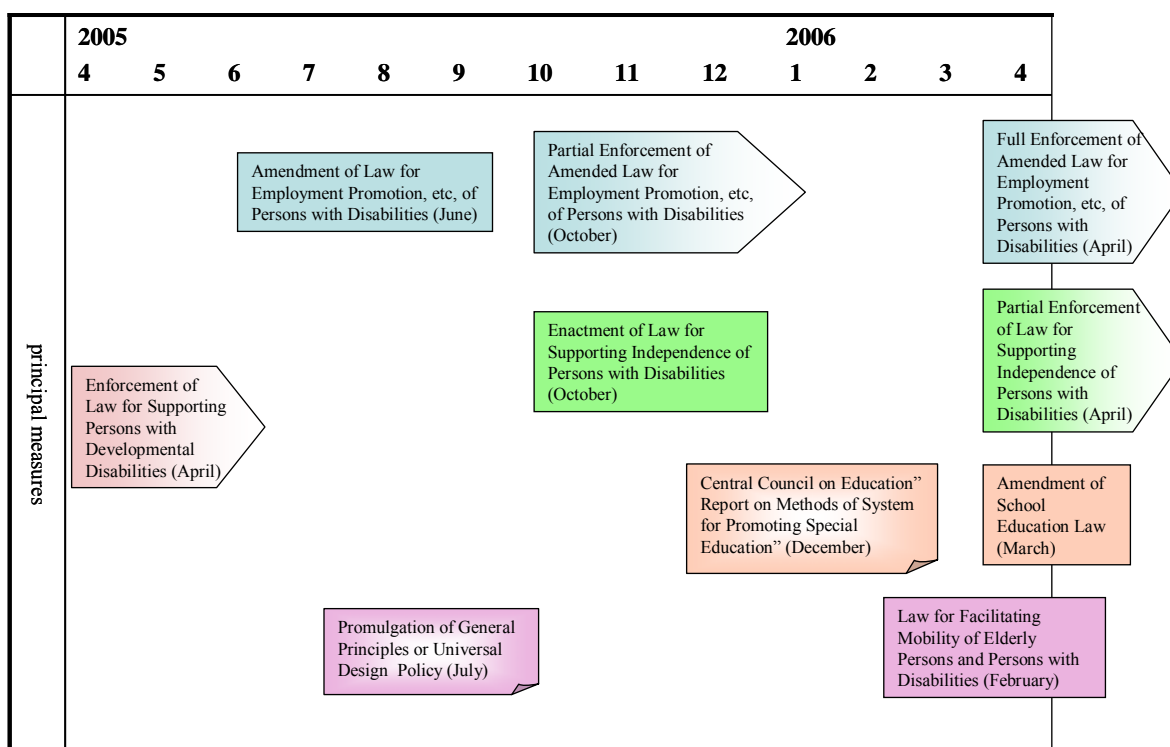 2005 2006
4 5 6 7 8 9 10 11 12 1 2 3 4
principal measures
Amendment of Law for
Employment Promotion, etc, of
Persons with Disabilities (June)
Partial Enforcement of
Amended Law for
Employment Promotion, etc,
of Persons with Disabilities
(October)
Full Enforcement of
Amended Law for
Employment
Promotion, etc, of
Persons with
Disabilities (April)
Enactment of Law for
Supporting Independence of
Persons with Disabilities
(October)
Partial Enforcement
of Law for
Supporting
Independence of
Persons with
Disabilities (April)
Enforcement of
Law for Supporting
Persons with
Developmental
Disabilities (April)
Central Council on Education”
Report on Methods of System
for Promoting Special
Education” (December)
Amendment of
School
Education Law
(March)
Promulgation of General
Principles or Universal
Design Policy (July)
Law for Facilitating
Mobility of Elderly
Persons and Persons with
Disabilities (February)